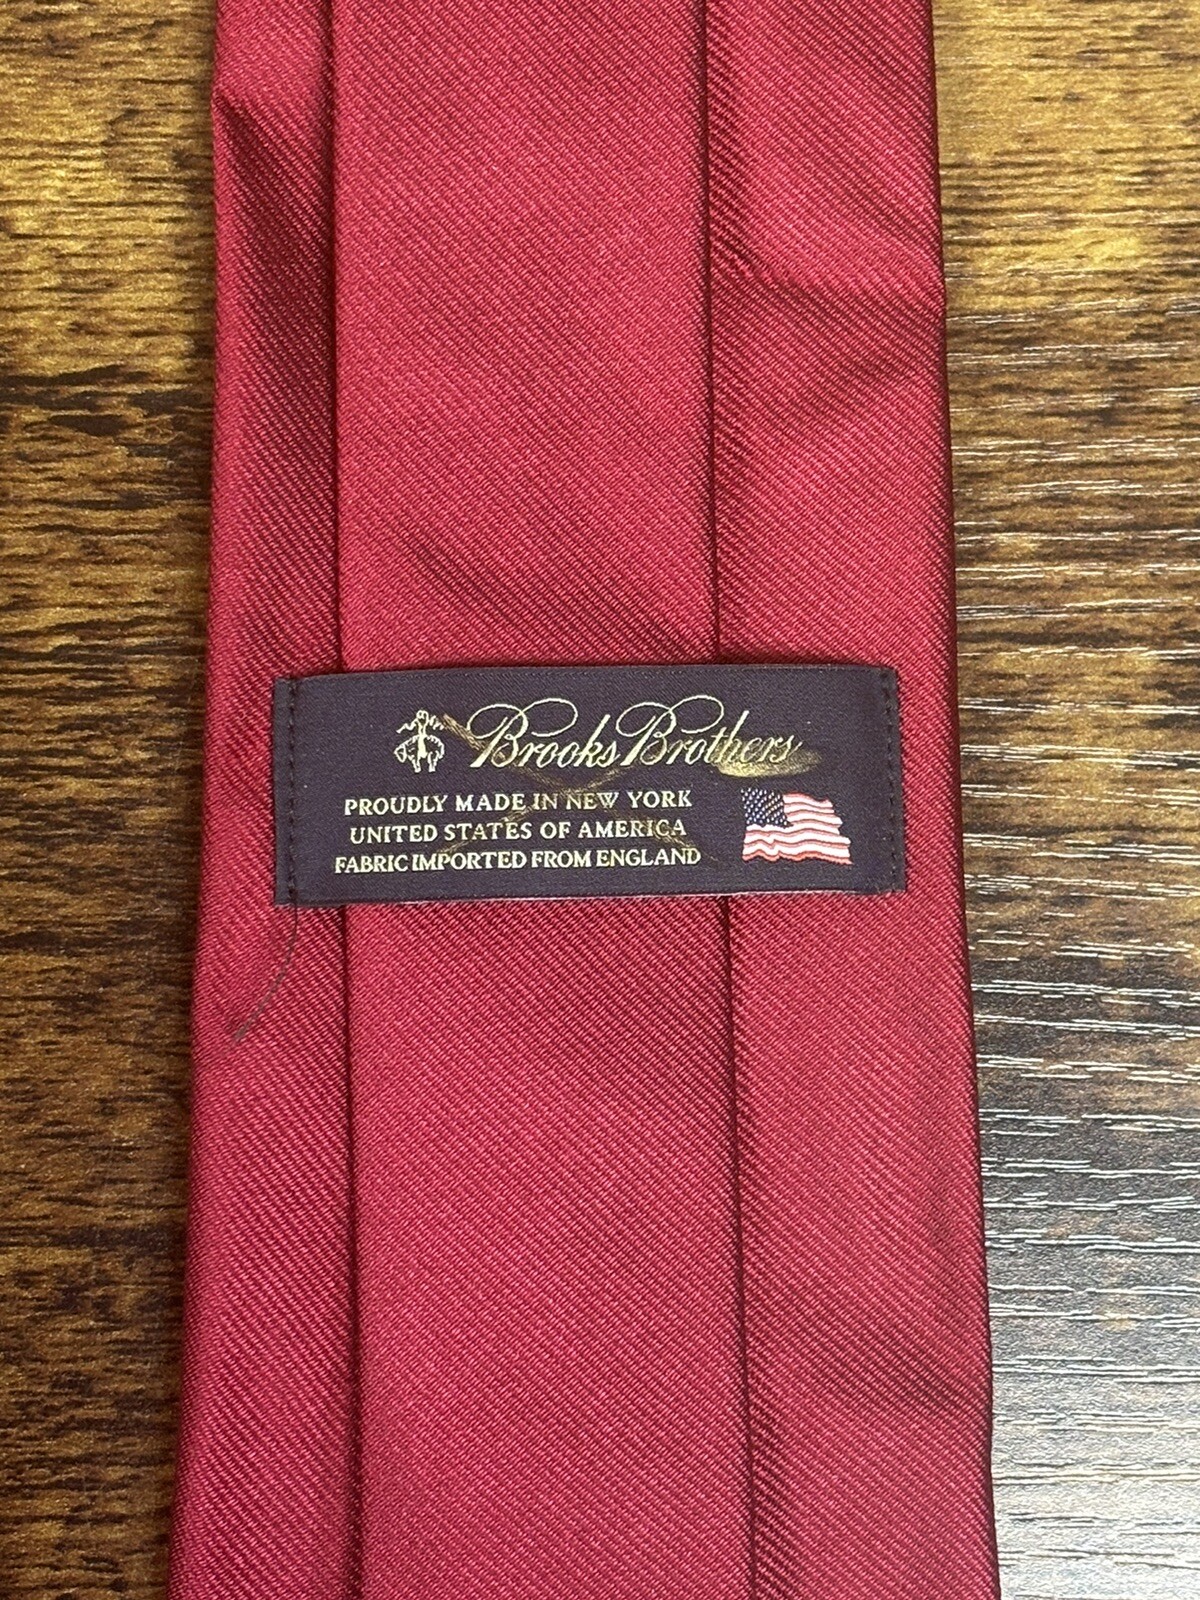 Brooks Brothers
PROUDLY MADE IN NEW YORK
UNITED STATES OF AMERICA
FABRIC IMPORTED FROM ENGLAND